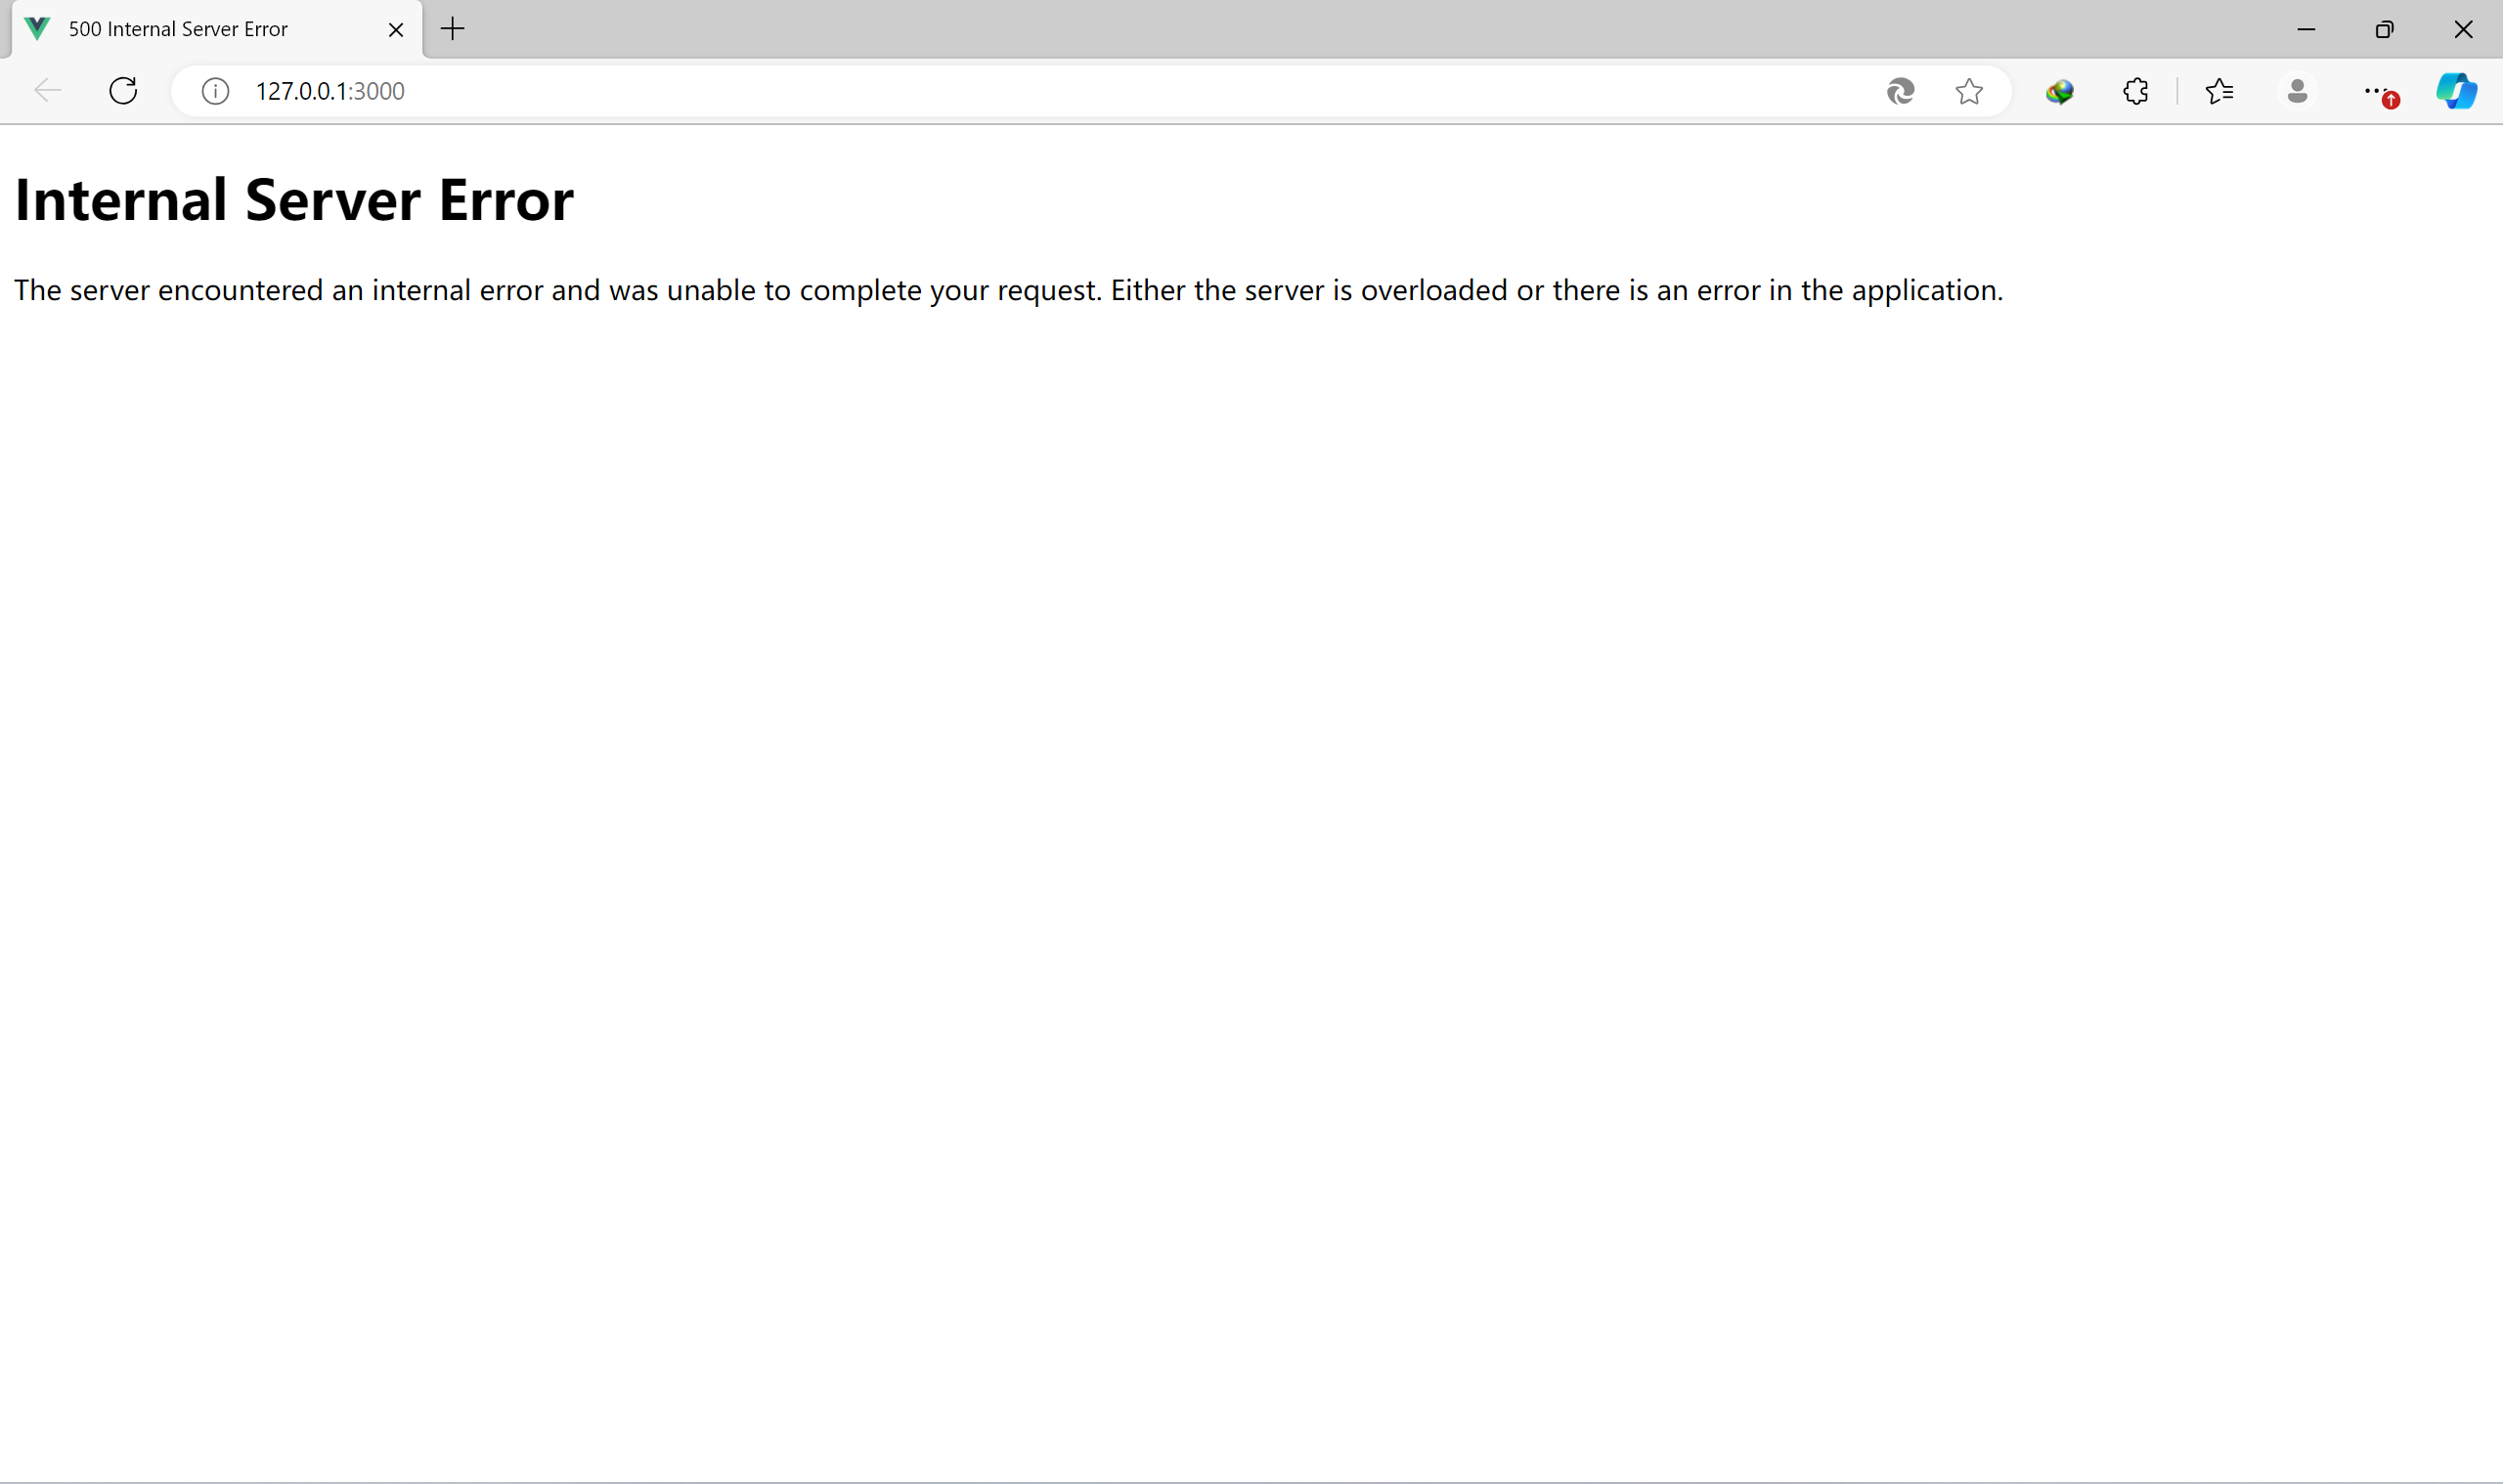 500 Internal Server Error
127.0.0.1:3000
Internal Server Error
The server encountered an internal error and was unable to complete your request. Either the server is overloaded or there is an error in the application.